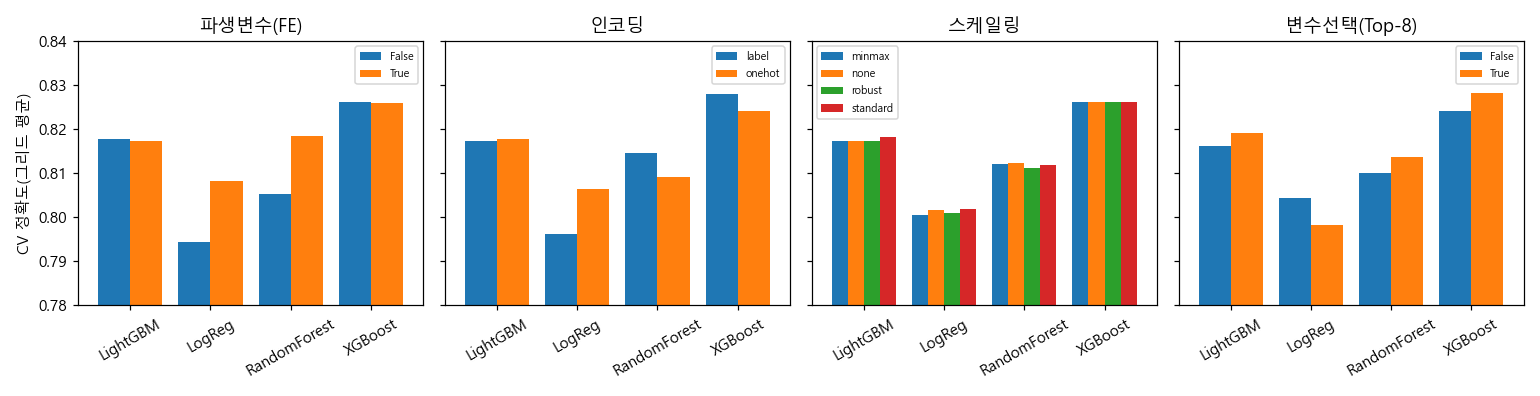 파생변수(FE)
CV 정확도(그리드 평균)
0.84
0.83
0.82
0.81
0.80
0.79
0.78
False
True
LightGBM
LogReg
RandomForest
XGBoost
인코딩
label
onehot
LightGBM
LogReg
RandomForest
XGBoost
스케일링
minmax
none
robust
standard
LightGBM
LogReg
RandomForest
XGBoost
변수선택(Top-8)
False
True
LightGBM
LogReg
RandomForest
XGBoost